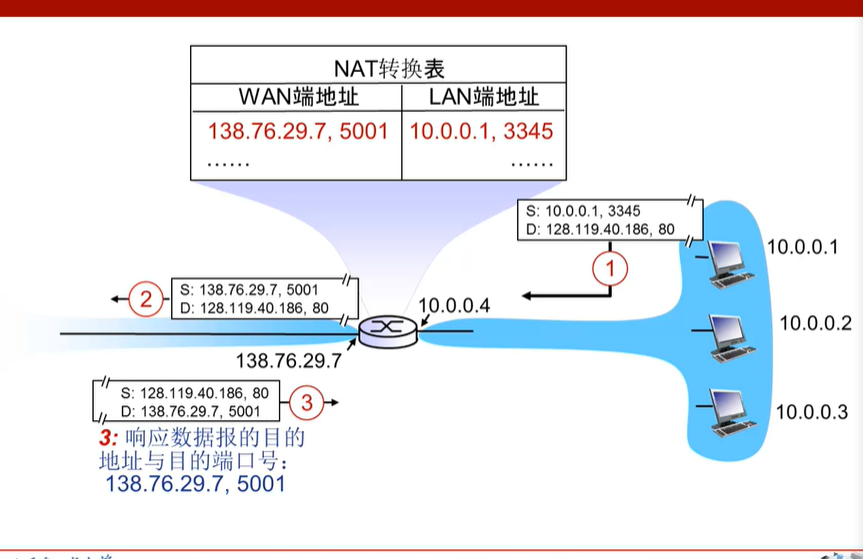 NAT转换表
WAN端地址
LAN端地址
138.76.29.7, 5001
10.0.0.1, 3345
......
......
S: 10.0.0.1, 3345
D: 128.119.40.186, 80
1
10.0.0.1
2
S: 138.76.29.7, 5001
D: 128.119.40.186, 80
10.0.0.4
10.0.0.2
138.76.29.7
S: 128.119.40.186, 80
D: 138.76.29.7, 5001
3
10.0.0.3
3: 响应数据报的目的
地址与目的端口号：
138.76.29.7, 5001